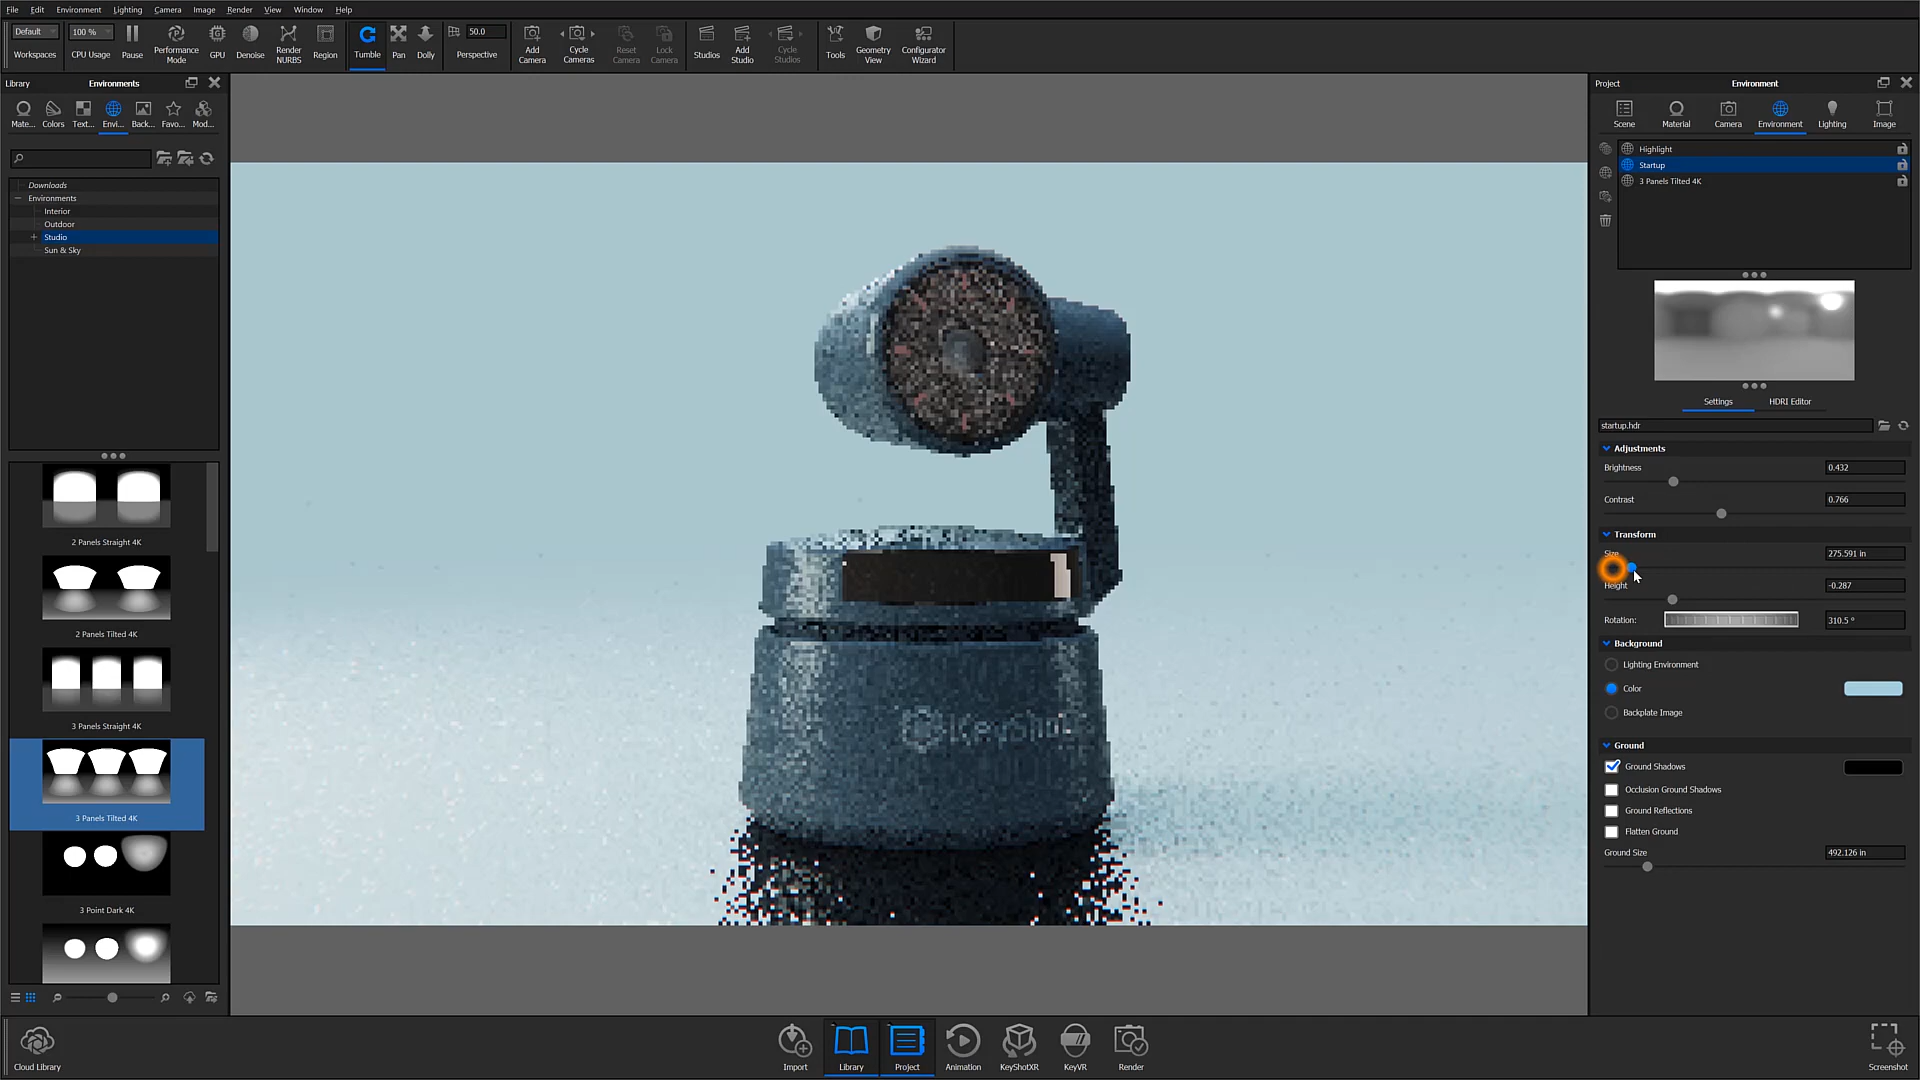 File Edit Environment Lighting Camera Image Render View Window Help
Default 100 % 50.0
Workspaces CPU Usage Pause Performance Mode GPU Denoise Render NURBS Region Tumble Pan Dolly Perspective Add Camera Cycle Cameras Reset Camera Lock Camera Studios Add Studio Cycle Studios Tools Geometry View Configurator Wizard
Library Environments
Mate... Colors Text... Envi... Back... Favo... Mod...
Downloads
Environments
Interior
Outdoor
Studio
Sun & Sky
2 Panels Straight 4K
2 Panels Tilted 4K
3 Panels Straight 4K
3 Panels Tilted 4K
3 Point Dark 4K
KeyShot
Project Environment
Scene Material Camera Environment Lighting Image
Highlight
Startup
3 Panels Tilted 4K
Settings HDRI Editor
startup.hdr
Adjustments
Brightness 0.432
Contrast 0.766
Transform
Size 275.591 in
Height -0.287
Rotation: 310.5 °
Background
Lighting Environment
Color
Backplate Image
Ground
Ground Shadows
Occlusion Ground Shadows
Ground Reflections
Flatten Ground
Ground Size 492.126 in
Cloud Library Import Library Project Animation KeyShotXR KeyVR Render Screenshot